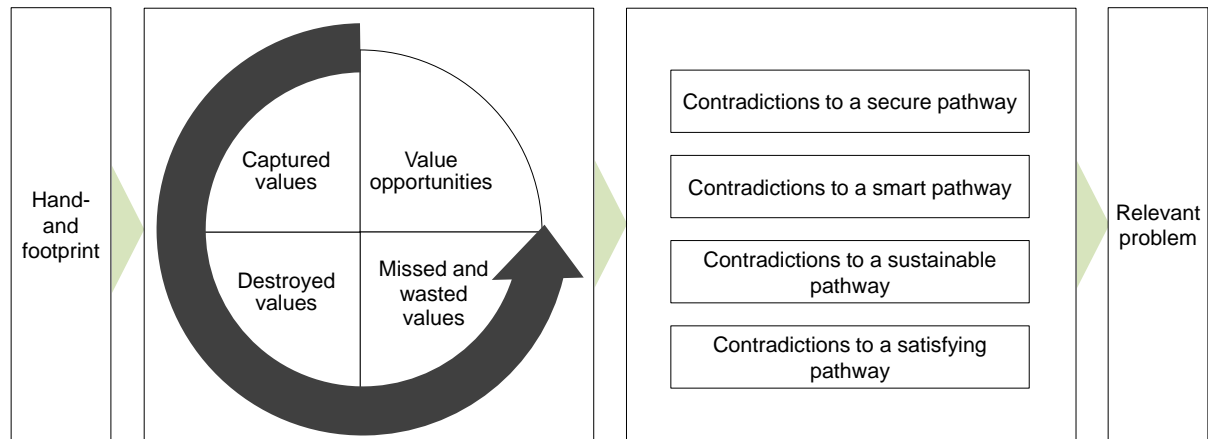 Hand-
and
footprint
Captured
values
Value
opportunities
Destroyed
values
Missed and
wasted
values
Contradictions to a secure pathway
Contradictions to a smart pathway
Contradictions to a sustainable
pathway
Contradictions to a satisfying
pathway
Relevant
problem